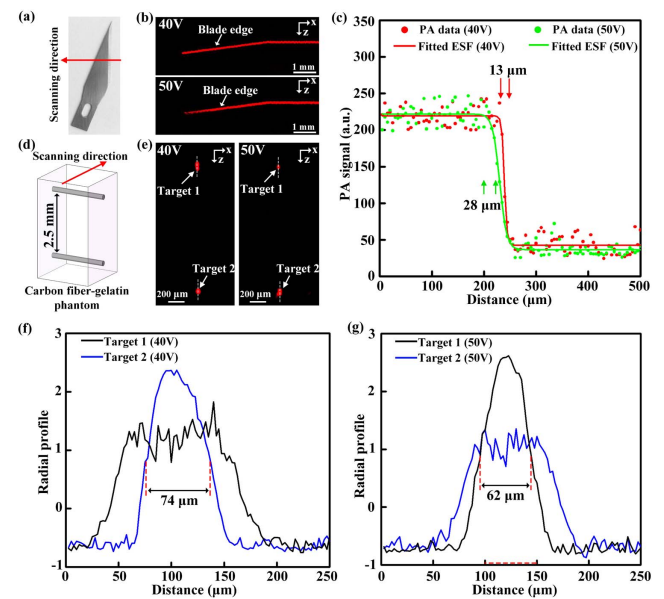 (a)
Scanning direction
(b)
40V
Blade edge
x
z
1 mm
50V
Blade edge
x
z
1 mm
(c)
PA data (40V)
PA data (50V)
Fitted ESF (40V)
Fitted ESF (50V)
13 µm
28 µm
PA signal (a.u.)
350
300
250
200
150
100
50
0
0
100
200
300
400
500
Distance (µm)
(d)
Scanning direction
2.5 mm
Carbon fiber-gelatin
phantom
(e)
40V
x
z
Target 1
Target 2
200 µm
50V
x
z
Target 1
Target 2
200 µm
(f)
Target 1 (40V)
Target 2 (40V)
74 µm
Radial profile
3
2
1
0
-1
0
50
100
150
200
250
Distance (µm)
(g)
Target 1 (50V)
Target 2 (50V)
62 µm
Radial profile
3
2
1
0
-1
0
50
100
150
200
250
Distance (µm)